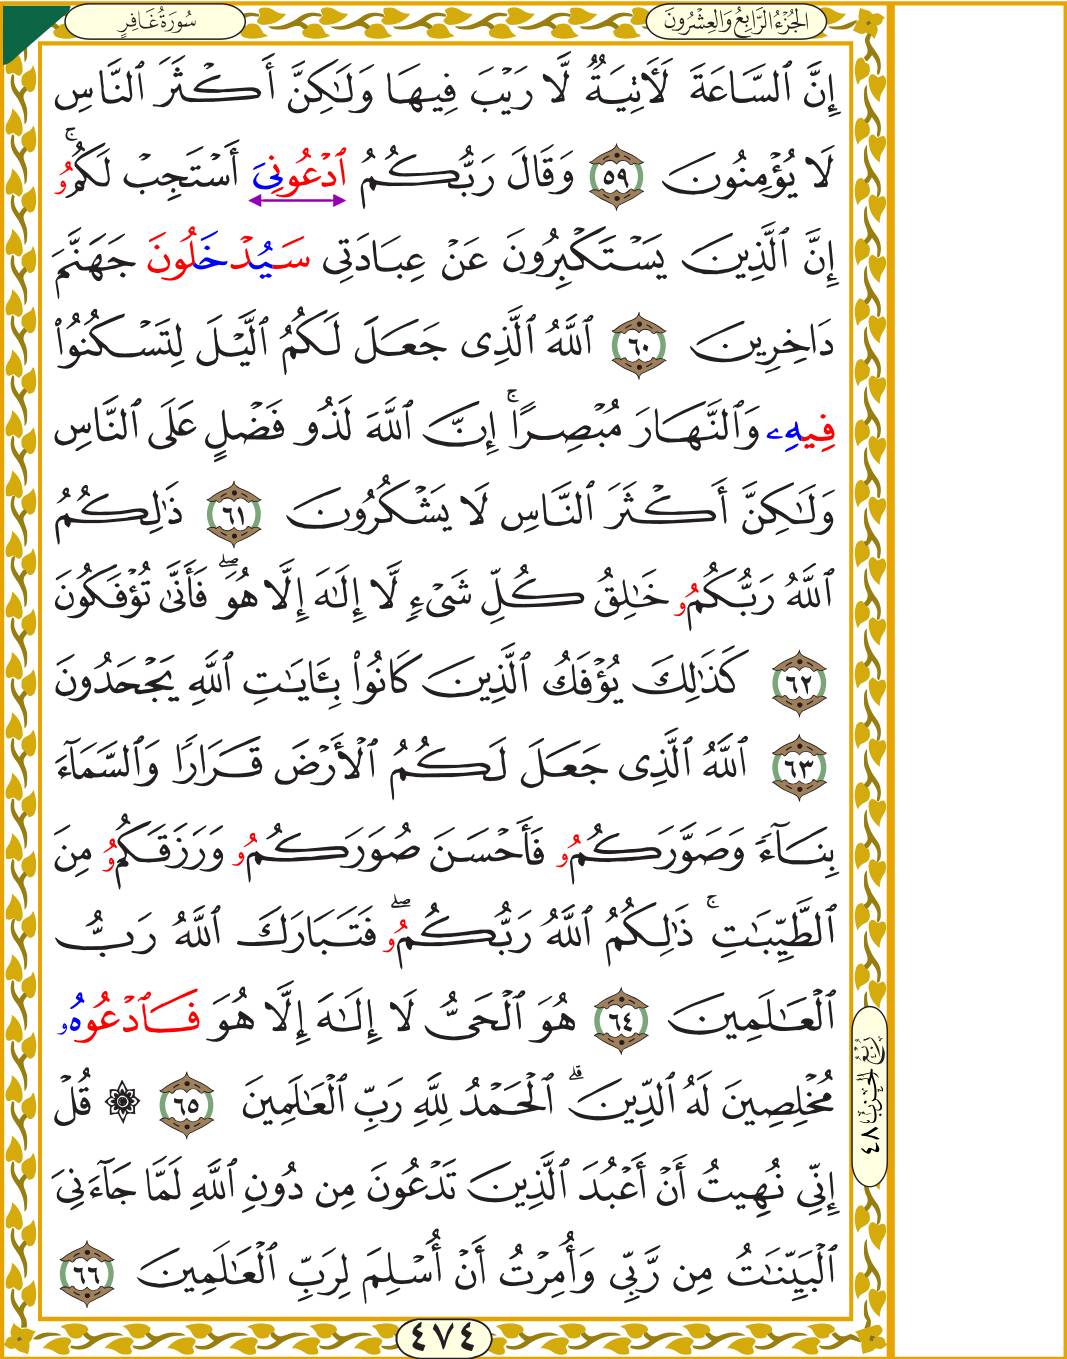 سُورَةُ غَافِرٍ
الجُزْءُ الرَّابِعُ وَالعِشْرُونَ
إِنَّ ٱلسَّاعَةَ لَأٓتِيَةٌ لَّا رَيْبَ فِيهَا وَلَٰكِنَّ أَكْثَرَ ٱلنَّاسِ
لَا يُؤْمِنُونَ ٥٩ وَقَالَ رَبُّكُمُ ٱدْعُونِىَ أَسْتَجِبْ لَكُمُۥ ۚ
إِنَّ ٱلَّذِينَ يَسْتَكْبِرُونَ عَنْ عِبَادَتِى سَيُدْخَلُونَ جَهَنَّمَ
دَاخِرِينَ ٦٠ ٱللَّهُ ٱلَّذِى جَعَلَ لَكُمُ ٱلَّيْلَ لِتَسْكُنُوا۟
فِيهِۦ وَٱلنَّهَارَ مُبْصِرًا ۚ إِنَّ ٱللَّهَ لَذُو فَضْلٍ عَلَى ٱلنَّاسِ
وَلَٰكِنَّ أَكْثَرَ ٱلنَّاسِ لَا يَشْكُرُونَ ٦١ ذَٰلِكُمُ
ٱللَّهُ رَبُّكُمُۥ خَٰلِقُ كُلِّ شَىْءٍ لَّا إِلَٰهَ إِلَّا هُوَ ۖ فَأَنَّىٰ تُؤْفَكُونَ
٦٢ كَذَٰلِكَ يُؤْفَكُ ٱلَّذِينَ كَانُوا۟ بِـَٔايَٰتِ ٱللَّهِ يَجْحَدُونَ
٦٣ ٱللَّهُ ٱلَّذِى جَعَلَ لَكُمُ ٱلْأَرْضَ قَرَارًا وَٱلسَّمَآءَ
بِنَآءً وَصَوَّرَكُمُۥ فَأَحْسَنَ صُوَرَكُمُۥ وَرَزَقَكُمُۥ مِنَ
ٱلطَّيِّبَٰتِ ۚ ذَٰلِكُمُ ٱللَّهُ رَبُّكُمُۥ ۖ فَتَبَارَكَ ٱللَّهُ رَبُّ
ٱلْعَٰلَمِينَ ٦٤ هُوَ ٱلْحَىُّ لَا إِلَٰهَ إِلَّا هُوَ فَٱدْعُوهُۥ
مُخْلِصِينَ لَهُ ٱلدِّينَ ۗ ٱلْحَمْدُ لِلَّهِ رَبِّ ٱلْعَٰلَمِينَ ٦٥ ۞ قُلْ
إِنِّى نُهِيتُ أَنْ أَعْبُدَ ٱلَّذِينَ تَدْعُونَ مِن دُونِ ٱللَّهِ لَمَّا جَآءَنِىَ
ٱلْبَيِّنَٰتُ مِن رَّبِّى وَأُمِرْتُ أَنْ أُسْلِمَ لِرَبِّ ٱلْعَٰلَمِينَ ٦٦
رُبْعُ الحِزْبِ ٤٨
٤٧٤